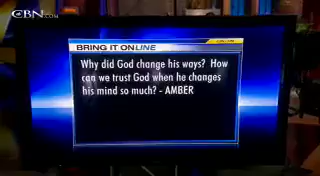 CBN.COM
BRING IT ONLINE
Why did God change his ways? How
can we trust God when he changes
his mind so much? - AMBER